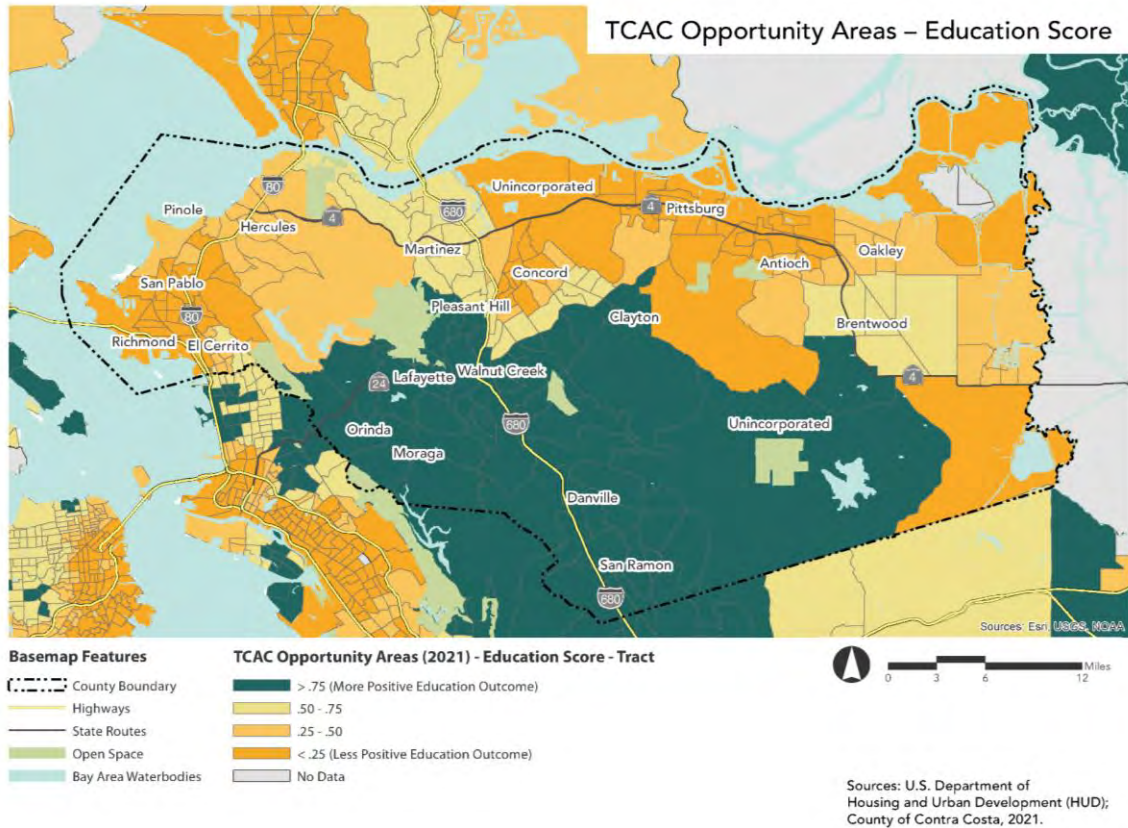 TCAC Opportunity Areas – Education Score
Unincorporated
80
Pinole
4
680
4
Pittsburg
Hercules
Martinez
Antioch
Oakley
San Pablo
Concord
80
Pleasant Hill
Clayton
Brentwood
Richmond
El Cerrito
24
Lafayette
Walnut Creek
4
Orinda
680
Unincorporated
Moraga
Danville
San Ramon
680
Sources: Esri, USGS, NOAA
Basemap Features
County Boundary
Highways
State Routes
Open Space
Bay Area Waterbodies
TCAC Opportunity Areas (2021) - Education Score - Tract
> .75 (More Positive Education Outcome)
.50 - .75
.25 - .50
< .25 (Less Positive Education Outcome)
No Data
Miles
0 3 6 12
Sources: U.S. Department of
Housing and Urban Development (HUD);
County of Contra Costa, 2021.